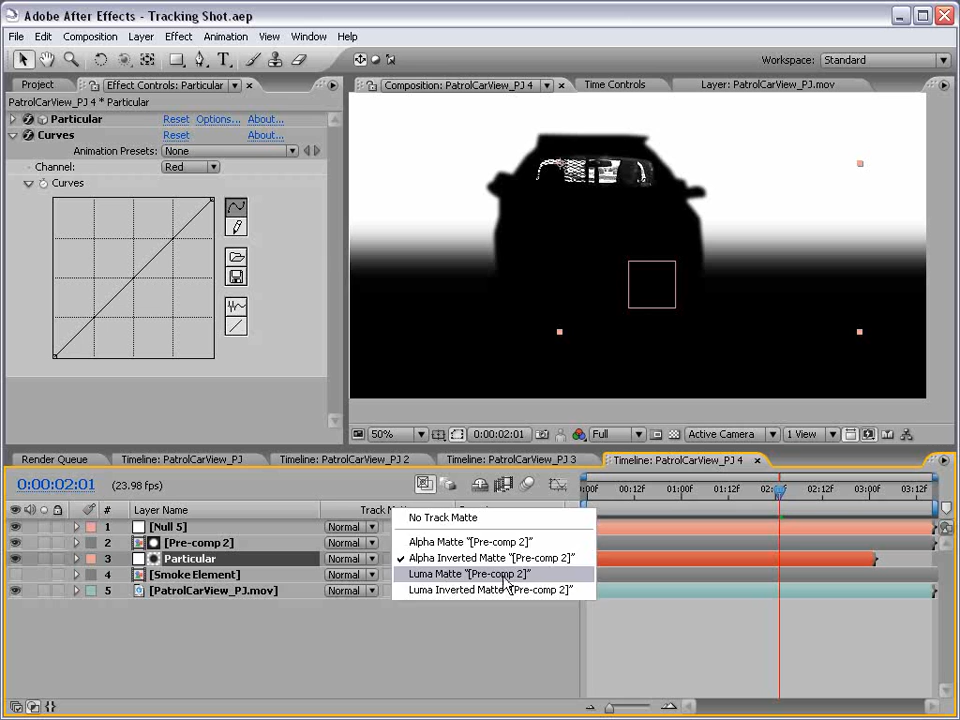 Adobe After Effects - Tracking Shot.aep
File Edit Composition Layer Effect Animation View Window Help
Workspace: Standard
Project Effect Controls: Particular
Composition: PatrolCarView_PJ 4 Time Controls Layer: PatrolCarView_PJ.mov
PatrolCarView_PJ 4 * Particular
Particular Reset Options... About...
Curves Reset About...
Animation Presets: None
Channel: Red
Curves
50% 0:00:02:01 Full Active Camera 1 View
Render Queue Timeline: PatrolCarView_PJ Timeline: PatrolCarView_PJ 2 Timeline: PatrolCarView_PJ 3 Timeline: PatrolCarView_PJ 4
0:00:02:01 (23.98 fps)
:00f 00:12f 01:00f 01:12f 02:12f 03:00f 03:12f
# Layer Name
1 [Null 5] Normal
2 [Pre-comp 2] Normal
3 Particular Normal
4 [Smoke Element] Normal
5 [PatrolCarView_PJ.mov] Normal
No Track Matte
Alpha Matte "[Pre-comp 2]"
Alpha Inverted Matte "[Pre-comp 2]"
Luma Matte "[Pre-comp 2]"
Luma Inverted Matte "[Pre-comp 2]"